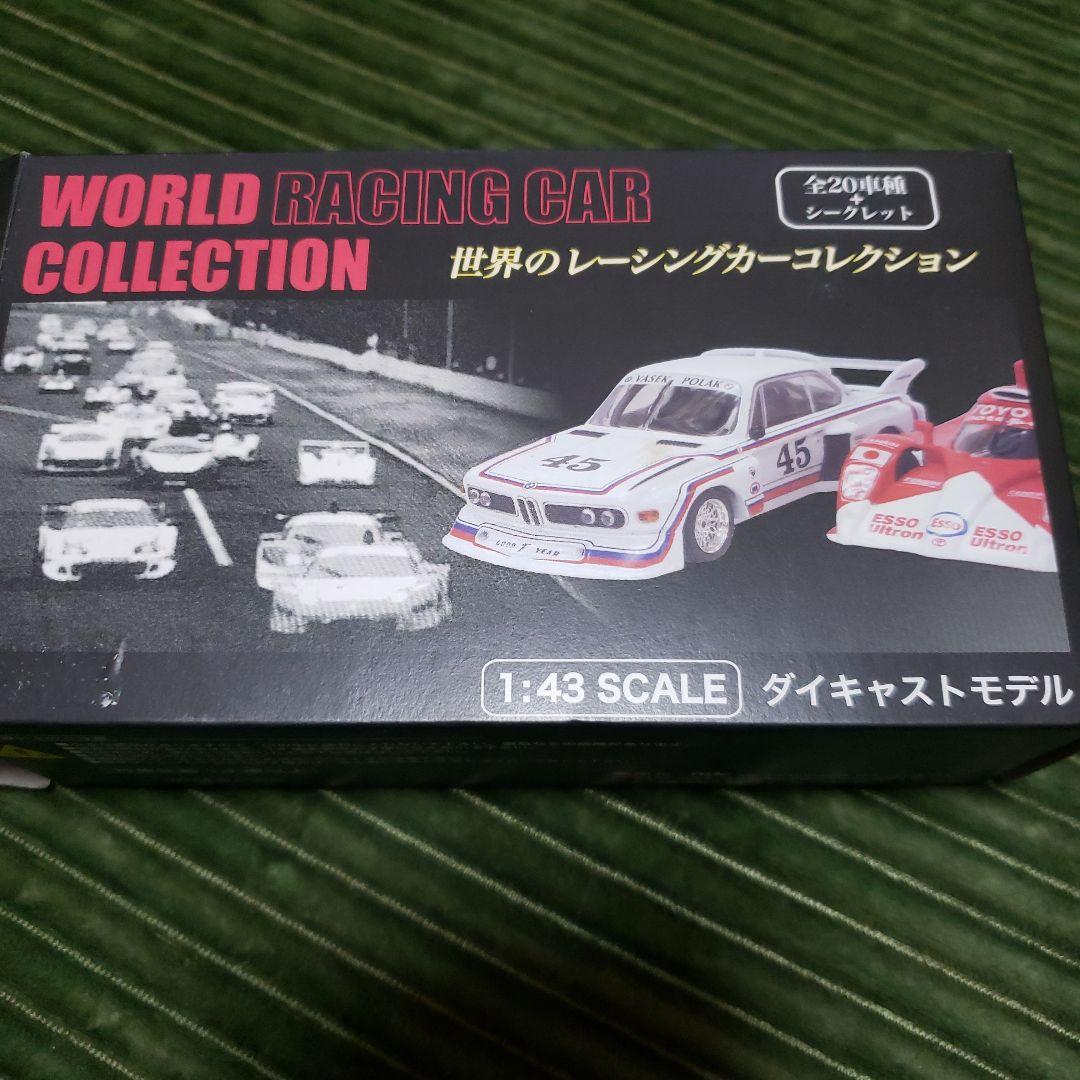 WORLD RACING CAR
COLLECTION
全20車種
+
シークレット
世界のレーシングカーコレクション
VASEK POLAK
45
45
GOOD YEAR
TOYO
ESSO
Ultron
ESSO
ESSO
Ultron
1:43 SCALE
ダイキャストモデル